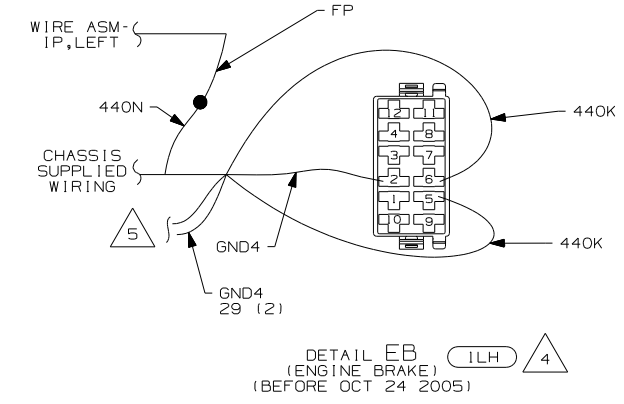 FP
WIRE ASM-
IP,LEFT
440N
440K
12 11
4 8
3 7
2 6
1 5
0 9
CHASSIS
SUPPLIED
WIRING
5
GND4
440K
GND4
29 (2)
DETAIL EB
(ENGINE BRAKE)
(BEFORE OCT 24 2005)
1LH
4